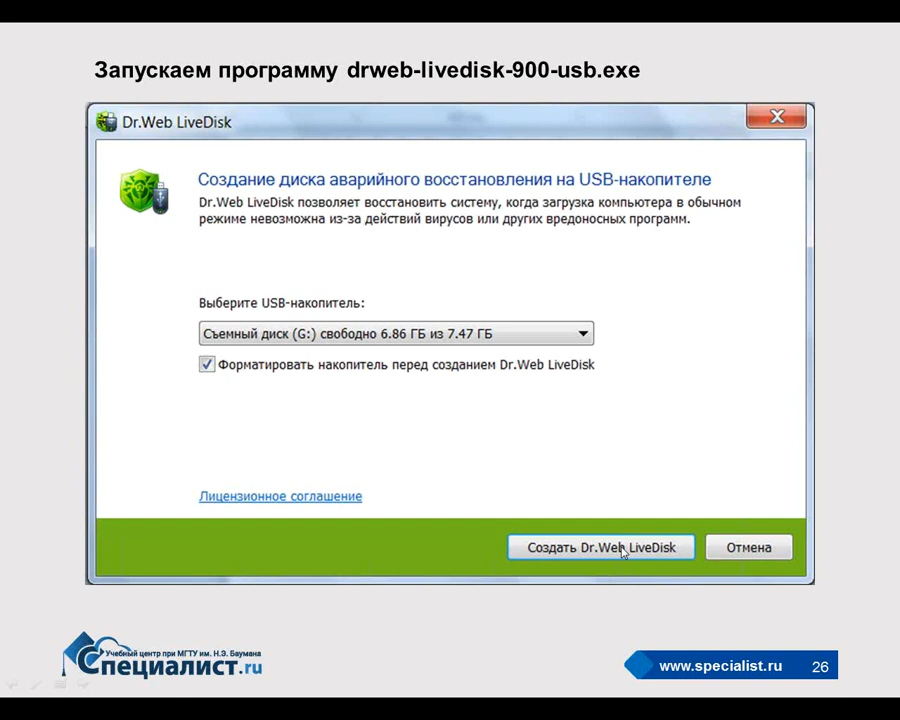 Запускаем программу drweb-livedisk-900-usb.exe
Dr.Web LiveDisk
Создание диска аварийного восстановления на USB-накопителе
Dr.Web LiveDisk позволяет восстановить систему, когда загрузка компьютера в обычном
режиме невозможна из-за действий вирусов или других вредоносных программ.
Выберите USB-накопитель:
Съемный диск (G:) свободно 6.86 ГБ из 7.47 ГБ
Форматировать накопитель перед созданием Dr.Web LiveDisk
Лицензионное соглашение
Создать Dr.Web LiveDisk
Отмена
Учебный центр при МГТУ им. Н.Э. Баумана
Специалист.ru
www.specialist.ru
26